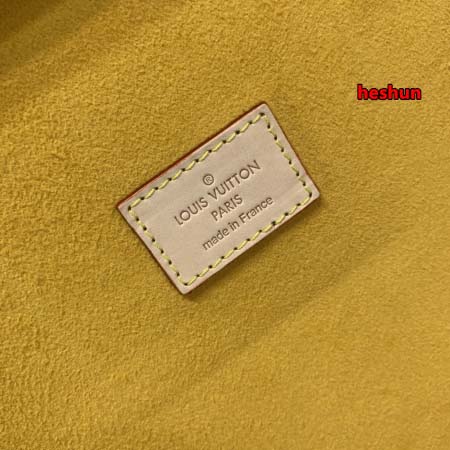 heshun
®
LOUIS VUITTON
PARIS
made in France